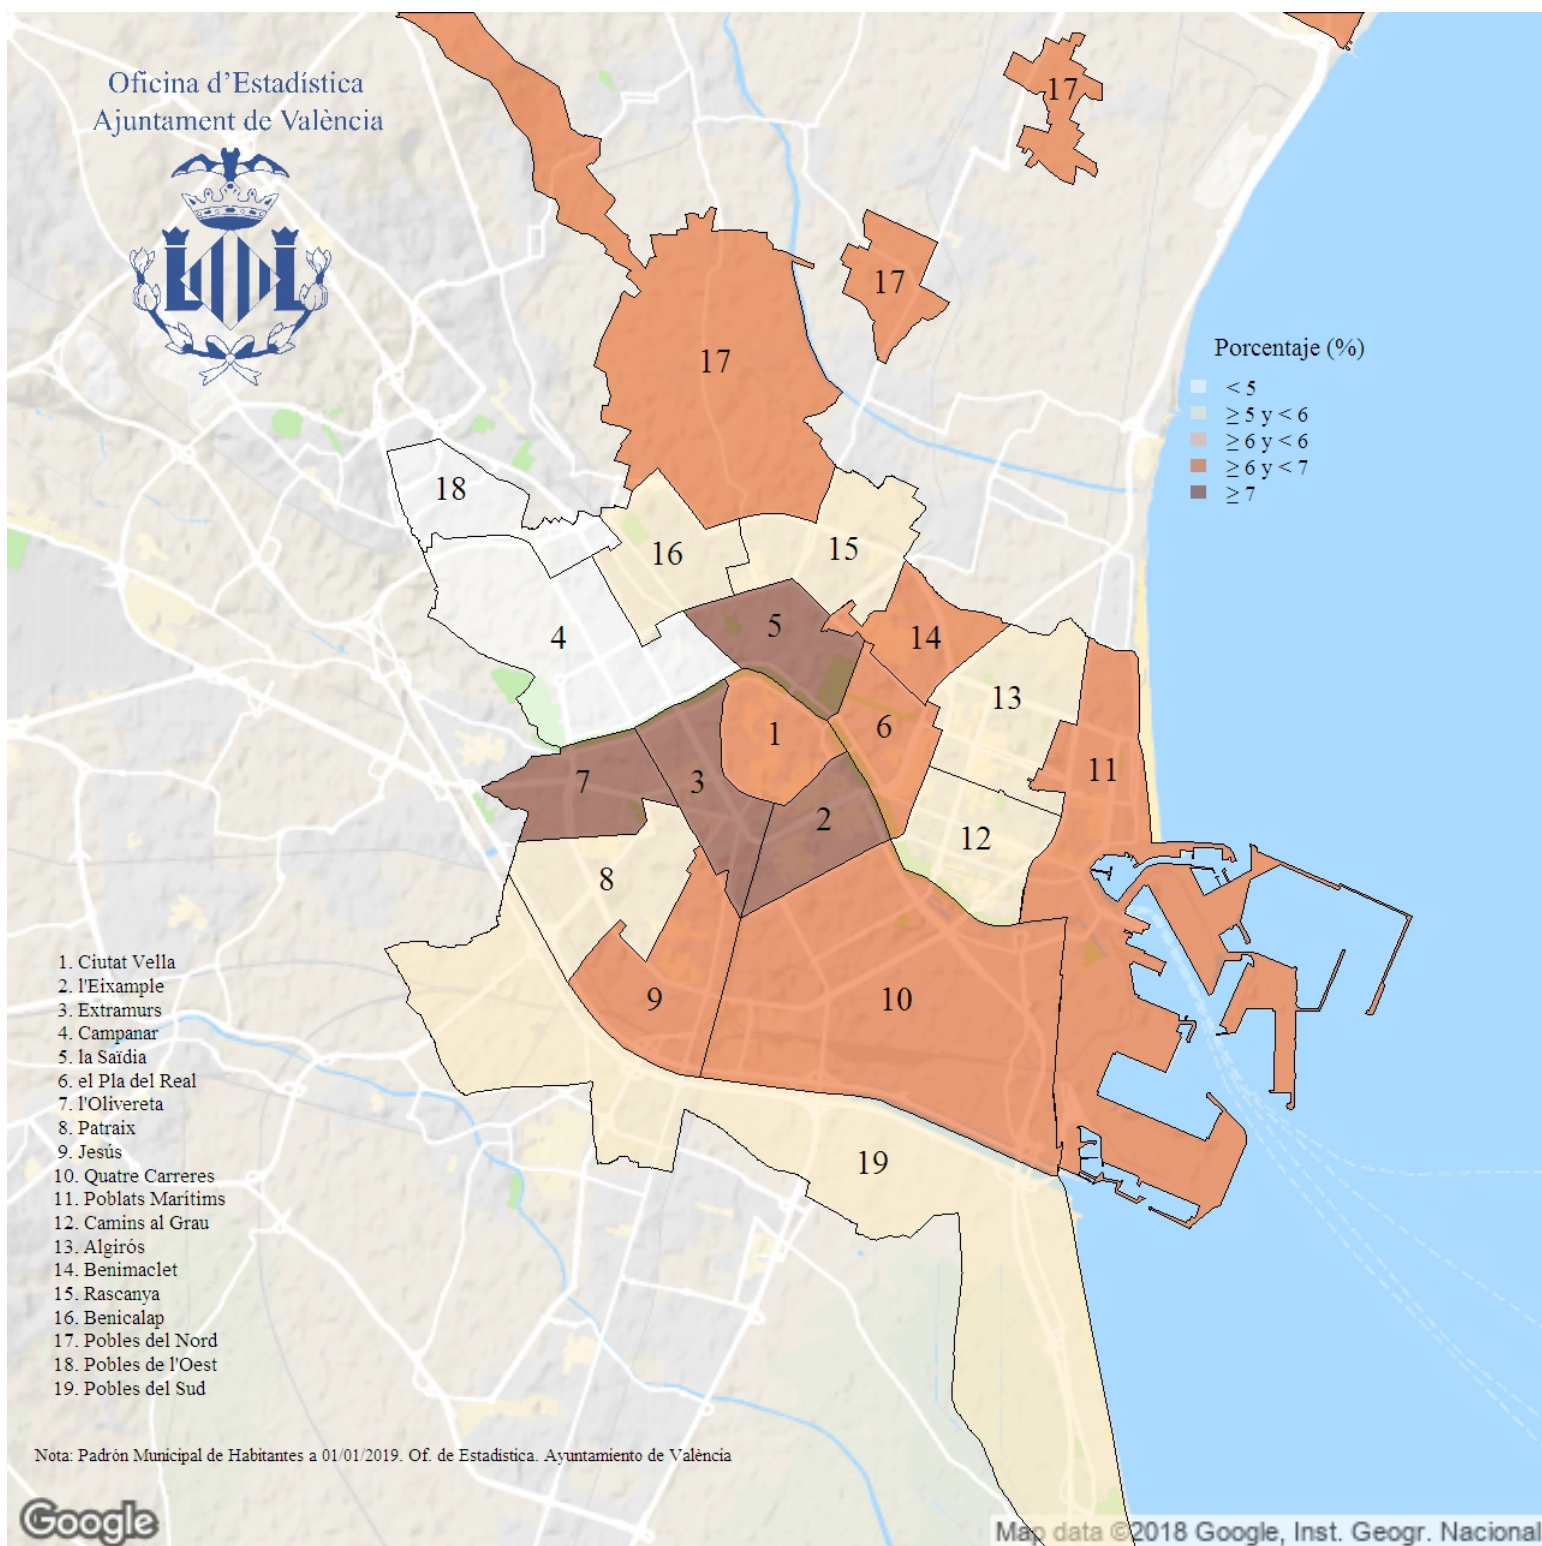 Oficina d'Estadística
Ajuntament de València
17
17
17
Porcentaje (%)
< 5
≥ 5 y < 6
≥ 6 y < 6
≥ 6 y < 7
≥ 7
18
16
15
4
5
14
13
1
6
11
7
3
2
12
8
9
10
19
1. Ciutat Vella
2. l'Eixample
3. Extramurs
4. Campanar
5. la Saïdia
6. el Pla del Real
7. l'Olivereta
8. Patraix
9. Jesús
10. Quatre Carreres
11. Poblats Marítims
12. Camins al Grau
13. Algirós
14. Benimaclet
15. Rascanya
16. Benicalap
17. Pobles del Nord
18. Pobles de l'Oest
19. Pobles del Sud
Nota: Padrón Municipal de Habitantes a 01/01/2019. Of. de Estadística. Ayuntamiento de València
Google
Map data ©2018 Google, Inst. Geogr. Nacional